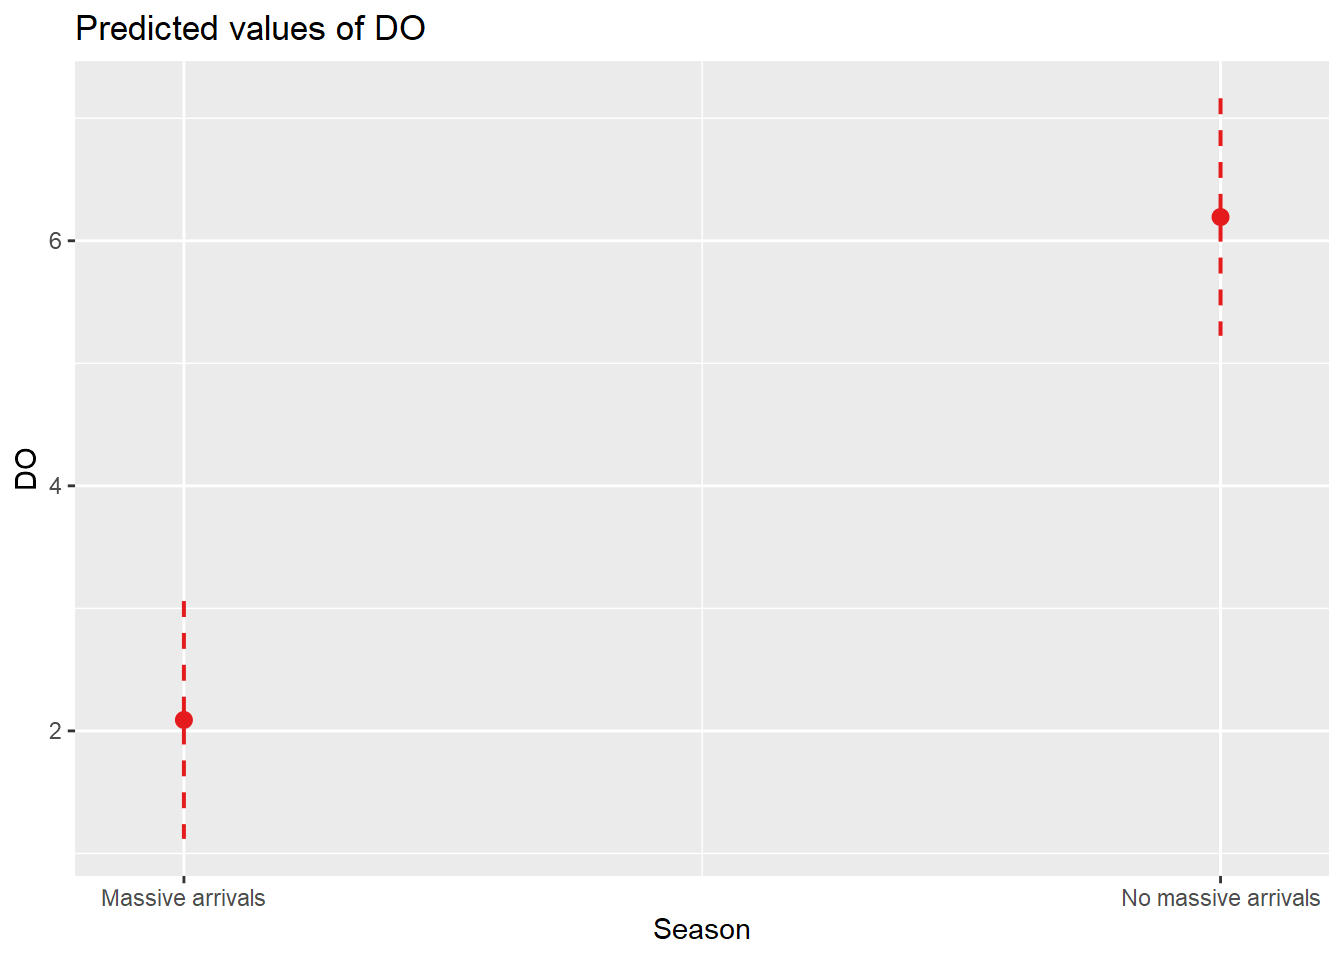 Predicted values of DO
6
4
2
DO
Massive arrivals
No massive arrivals
Season